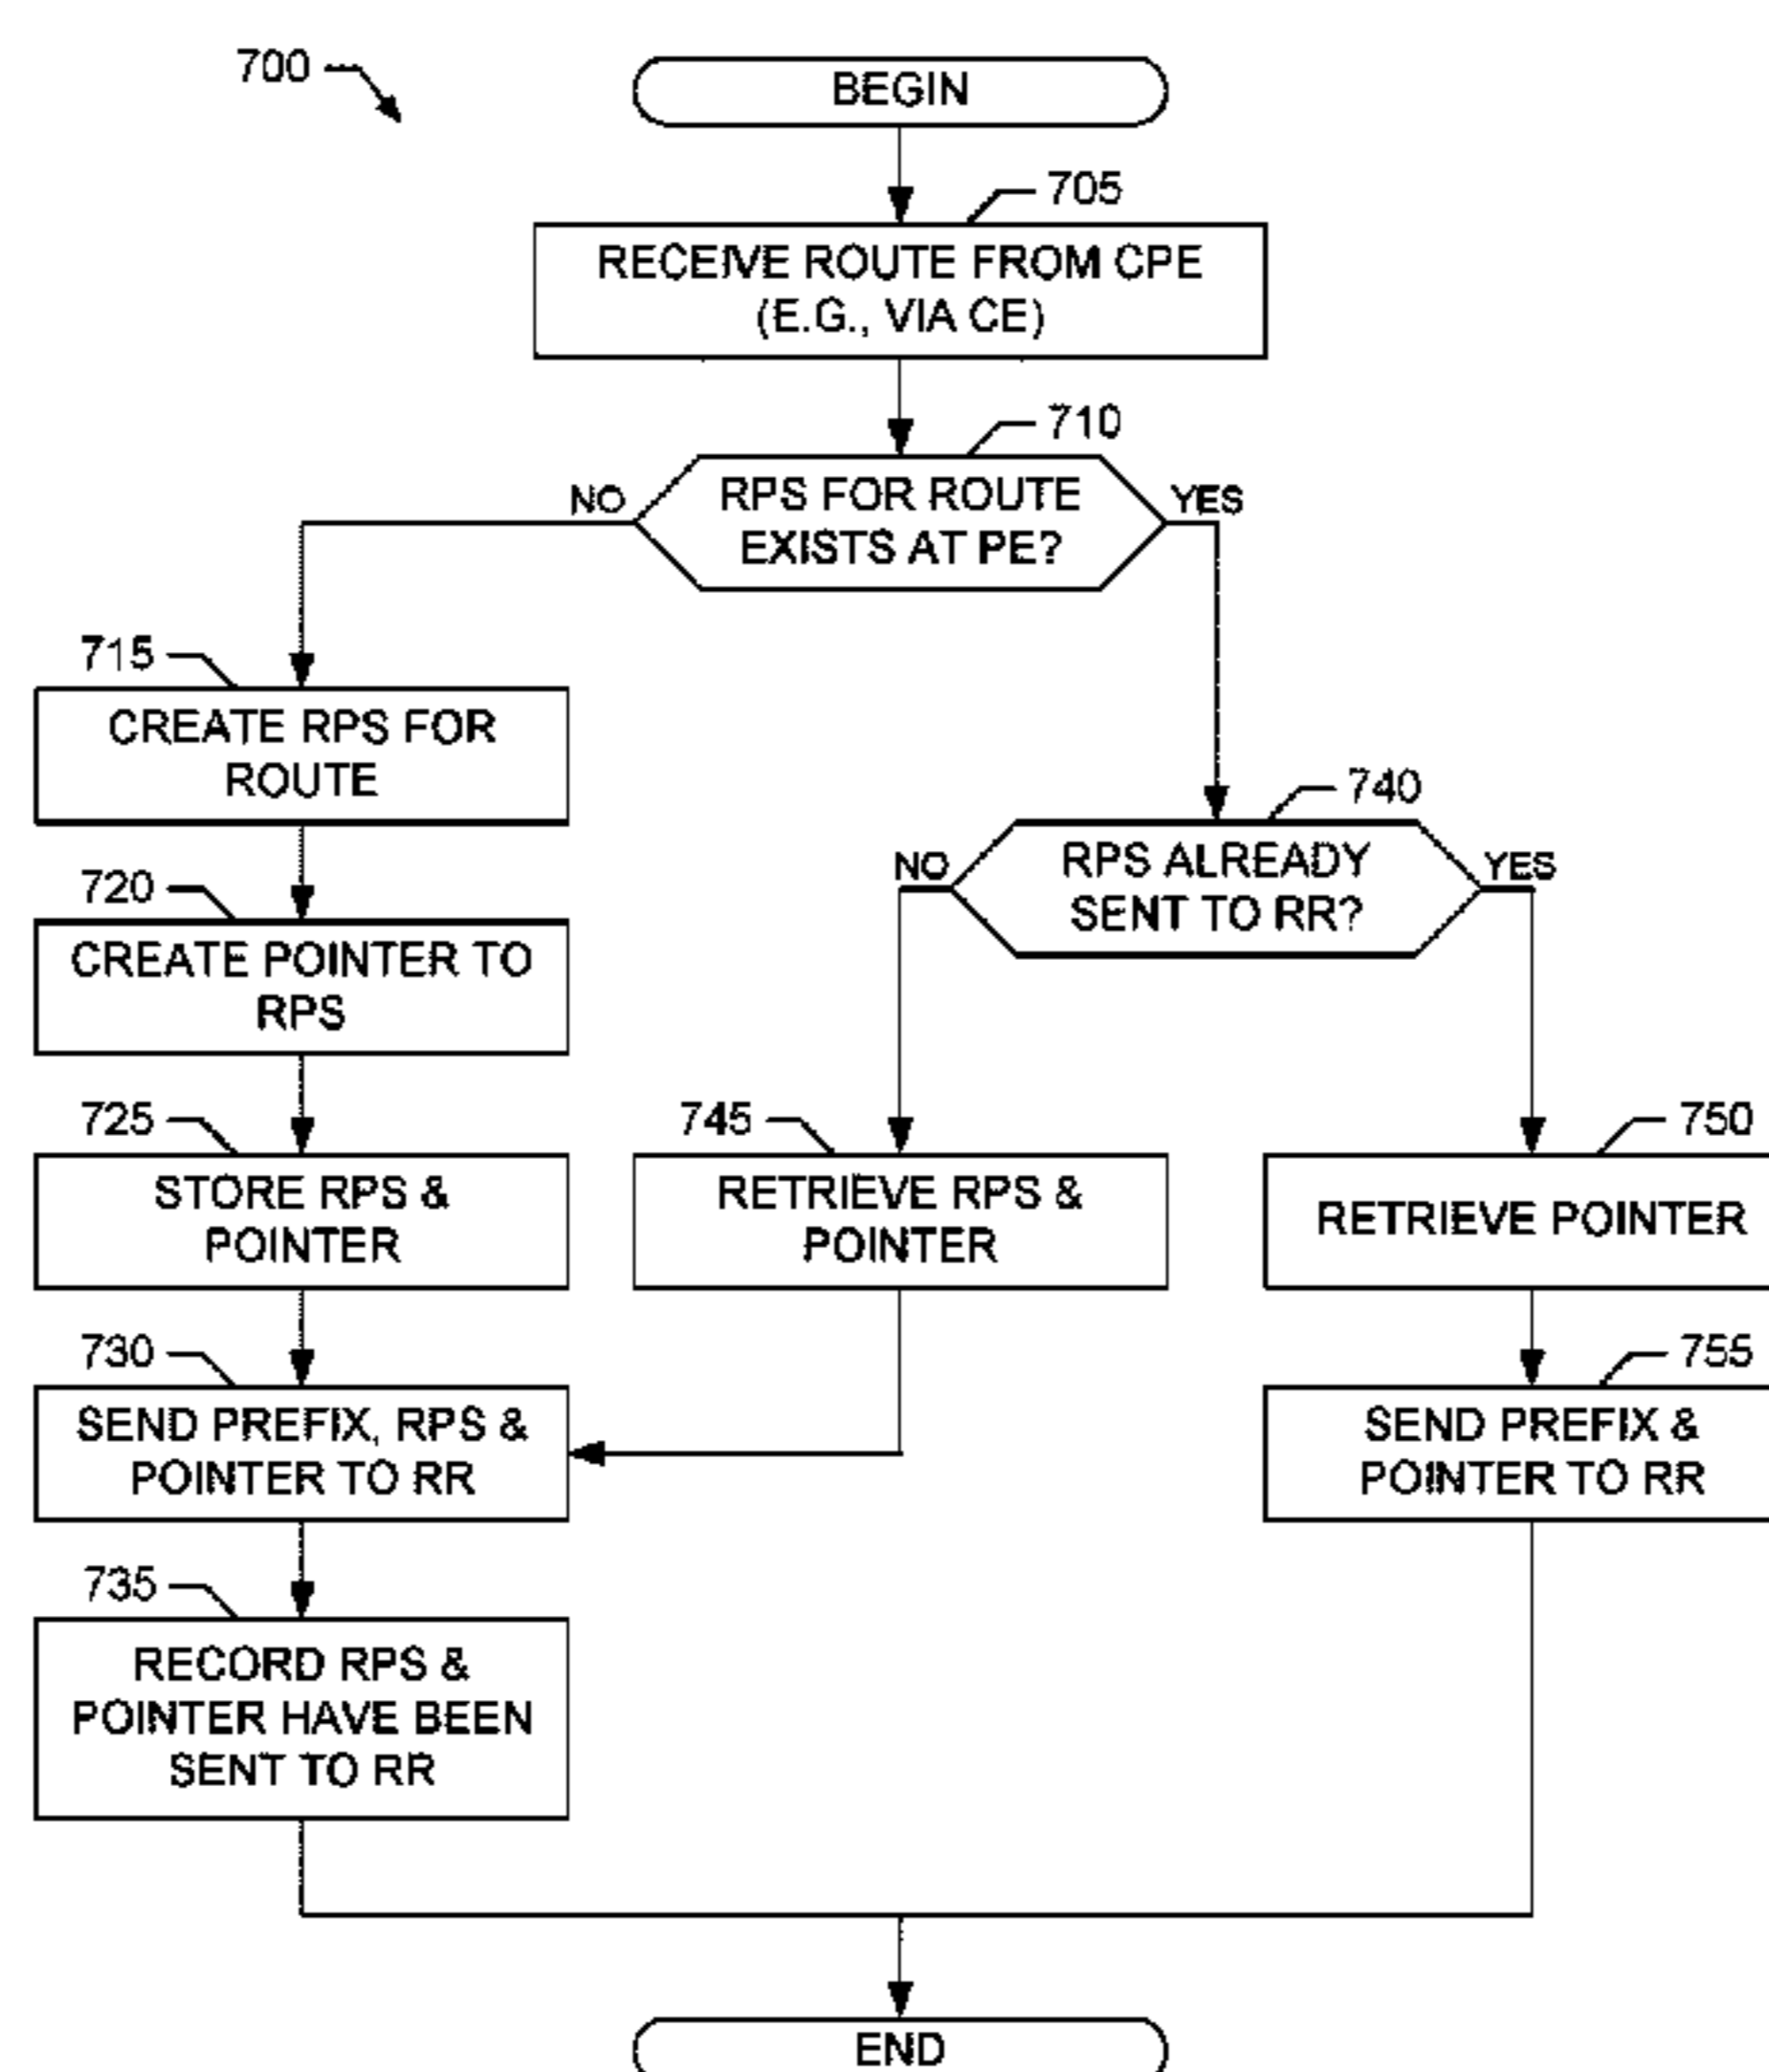 700
BEGIN
705
RECEIVE ROUTE FROM CPE
(E.G., VIA CE)
710
NO
RPS FOR ROUTE
EXISTS AT PE?
YES
715
CREATE RPS FOR
ROUTE
740
NO
RPS ALREADY
SENT TO RR?
YES
720
CREATE POINTER TO
RPS
725
STORE RPS &
POINTER
745
RETRIEVE RPS &
POINTER
750
RETRIEVE POINTER
730
SEND PREFIX, RPS &
POINTER TO RR
755
SEND PREFIX &
POINTER TO RR
735
RECORD RPS &
POINTER HAVE BEEN
SENT TO RR
END